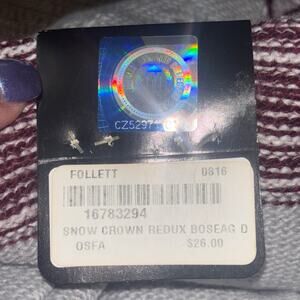 CZ5297
FOLLETT 0816
16783294
SNOW CROWN REDUX BOSEAG D
OSFA $26.00